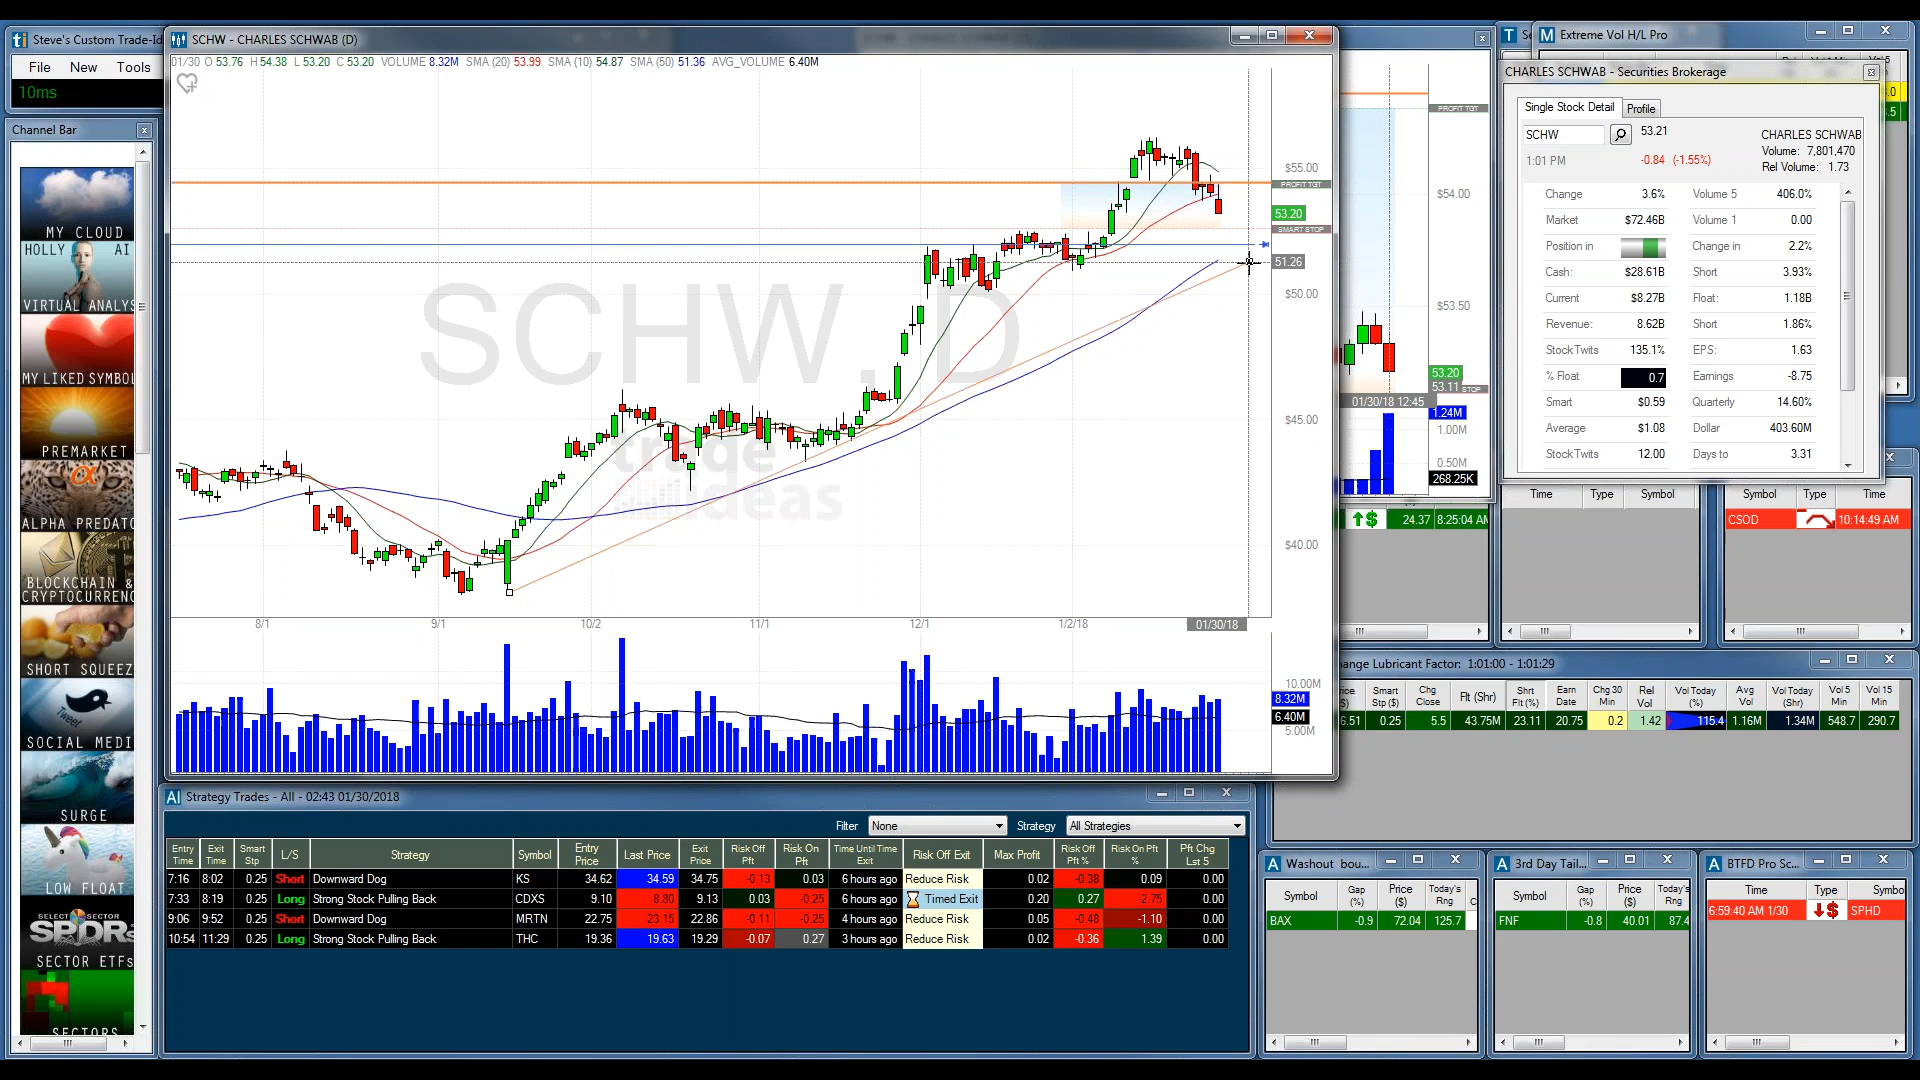 Steve's Custom Trade-Id
File New Tools
10ms
Channel Bar
MY CLOUD
HOLLY AI
VIRTUAL ANALYS
MY LIKED SYMBOL
PREMARKET
ALPHA PREDATO
BLOCKCHAIN &
CRYPTOCURRENC
SHORT SQUEEZ
Tweet
SOCIAL MEDI
SURGE
LOW FLOAT
SELECT SECTOR
SPDRs
SECTOR ETFs
SECTORS
SCHW - CHARLES SCHWAB (D)
01/30 O 53.76 H 54.38 L 53.20 C 53.20 VOLUME 8.32M SMA (20) 53.99 SMA (10) 54.87 SMA (50) 51.36 AVG_VOLUME 6.40M
SCHW, D
trade
ideas
$55.00
PROFIT TGT
53.20
SMART STOP
51.26
$50.00
$45.00
$40.00
8/1 9/1 10/2 11/1 12/1 1/2/18 01/30/18
10.00M
8.32M
6.40M
5.00M
PROFIT TGT
$54.00
$53.50
53.20
53.11 STOP
01/30/18 12:45
1.24M
1.00M
0.50M
268.25K
24.37 8:25:04 AM
Extreme Vol H/L Pro
CHARLES SCHWAB - Securities Brokerage
Single Stock Detail Profile
SCHW 53.21 CHARLES SCHWAB
Volume: 7,801,470
1:01 PM -0.84 (-1.55%) Rel Volume: 1.73
Change 3.6% Volume 5 406.0%
Market $72.46B Volume 1 0.00
Position in Change in 2.2%
Cash: $28.61B Short 3.93%
Current $8.27B Float: 1.18B
Revenue: 8.62B Short 1.86%
StockTwits 135.1% EPS: 1.63
% Float 0.7 Earnings -8.75
Smart $0.59 Quarterly 14.60%
Average $1.08 Dollar 403.60M
StockTwits 12.00 Days to 3.31
Time Type Symbol
Symbol Type Time
CSOD 10:14:49 AM
ange Lubricant Factor: 1:01:00 - 1:01:29
rice ($) Smart Stp ($) Chg Close Flt (Shr) Shrt Flt (%) Earn Date Chg 30 Min Rel Vol Vol Today (%) Avg Vol Vol Today (Shr) Vol 5 Min Vol 15 Min
6.51 0.25 5.5 43.75M 23.11 20.75 0.2 1.42 115.4 1.16M 1.34M 548.7 290.7
Strategy Trades - All - 02:43 01/30/2018
Filter None Strategy All Strategies
Entry Time Exit Time Smart Stp L/S Strategy Symbol Entry Price Last Price Exit Price Risk Off Pft Risk On Pft Time Until Time Exit Risk Off Exit Max Profit Risk Off Pft % Risk On Pft % Pft Chg Lst 5
7:16 8:02 0.25 Short Downward Dog KS 34.62 34.59 34.75 -0.13 0.03 6 hours ago Reduce Risk 0.02 -0.38 0.09 0.00
7:33 8:19 0.25 Long Strong Stock Pulling Back CDXS 9.10 8.80 9.13 0.03 -0.25 6 hours ago Timed Exit 0.20 0.27 -2.75 0.00
9:06 9:52 0.25 Short Downward Dog MRTN 22.75 23.15 22.86 -0.11 -0.25 4 hours ago Reduce Risk 0.05 -0.48 -1.10 0.00
10:54 11:29 0.25 Long Strong Stock Pulling Back THC 19.36 19.63 19.29 -0.07 0.27 3 hours ago Reduce Risk 0.02 -0.36 1.39 0.00
Washout bou...
Symbol Gap (%) Price ($) Today's Rng C
BAX -0.9 72.04 125.7
3rd Day Tail...
Symbol Gap (%) Price ($) Today's Rng
FNF -0.8 40.01 87.4
BTFD Pro Sc...
Time Type Symbo
6:59:40 AM 1/30 SPHD